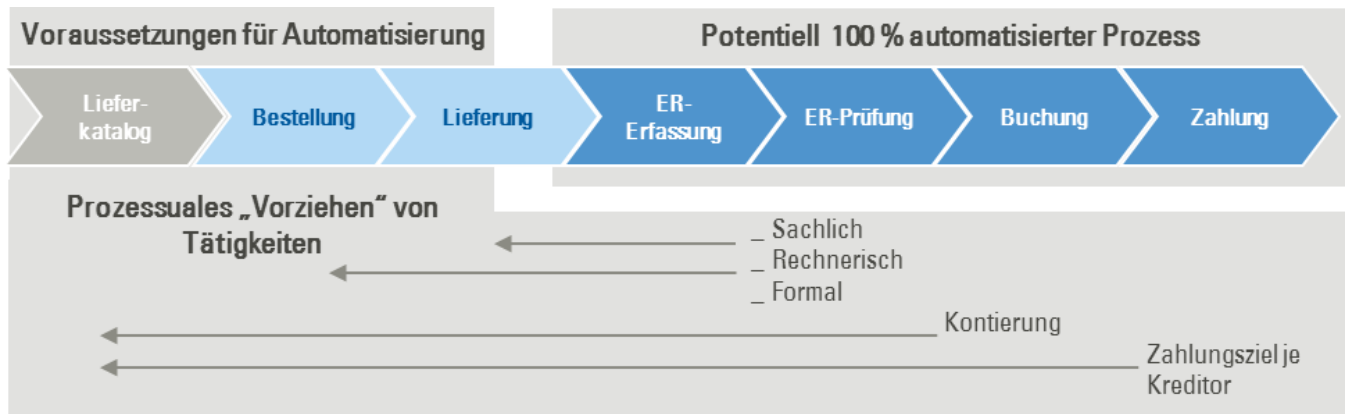 Voraussetzungen für Automatisierung
Potentiell 100 % automatisierter Prozess
Liefer-
katalog
Bestellung
Lieferung
ER-
Erfassung
ER-Prüfung
Buchung
Zahlung
Prozessuales „Vorziehen“ von
Tätigkeiten
_ Sachlich
_ Rechnerisch
_ Formal
Kontierung
Zahlungsziel je
Kreditor